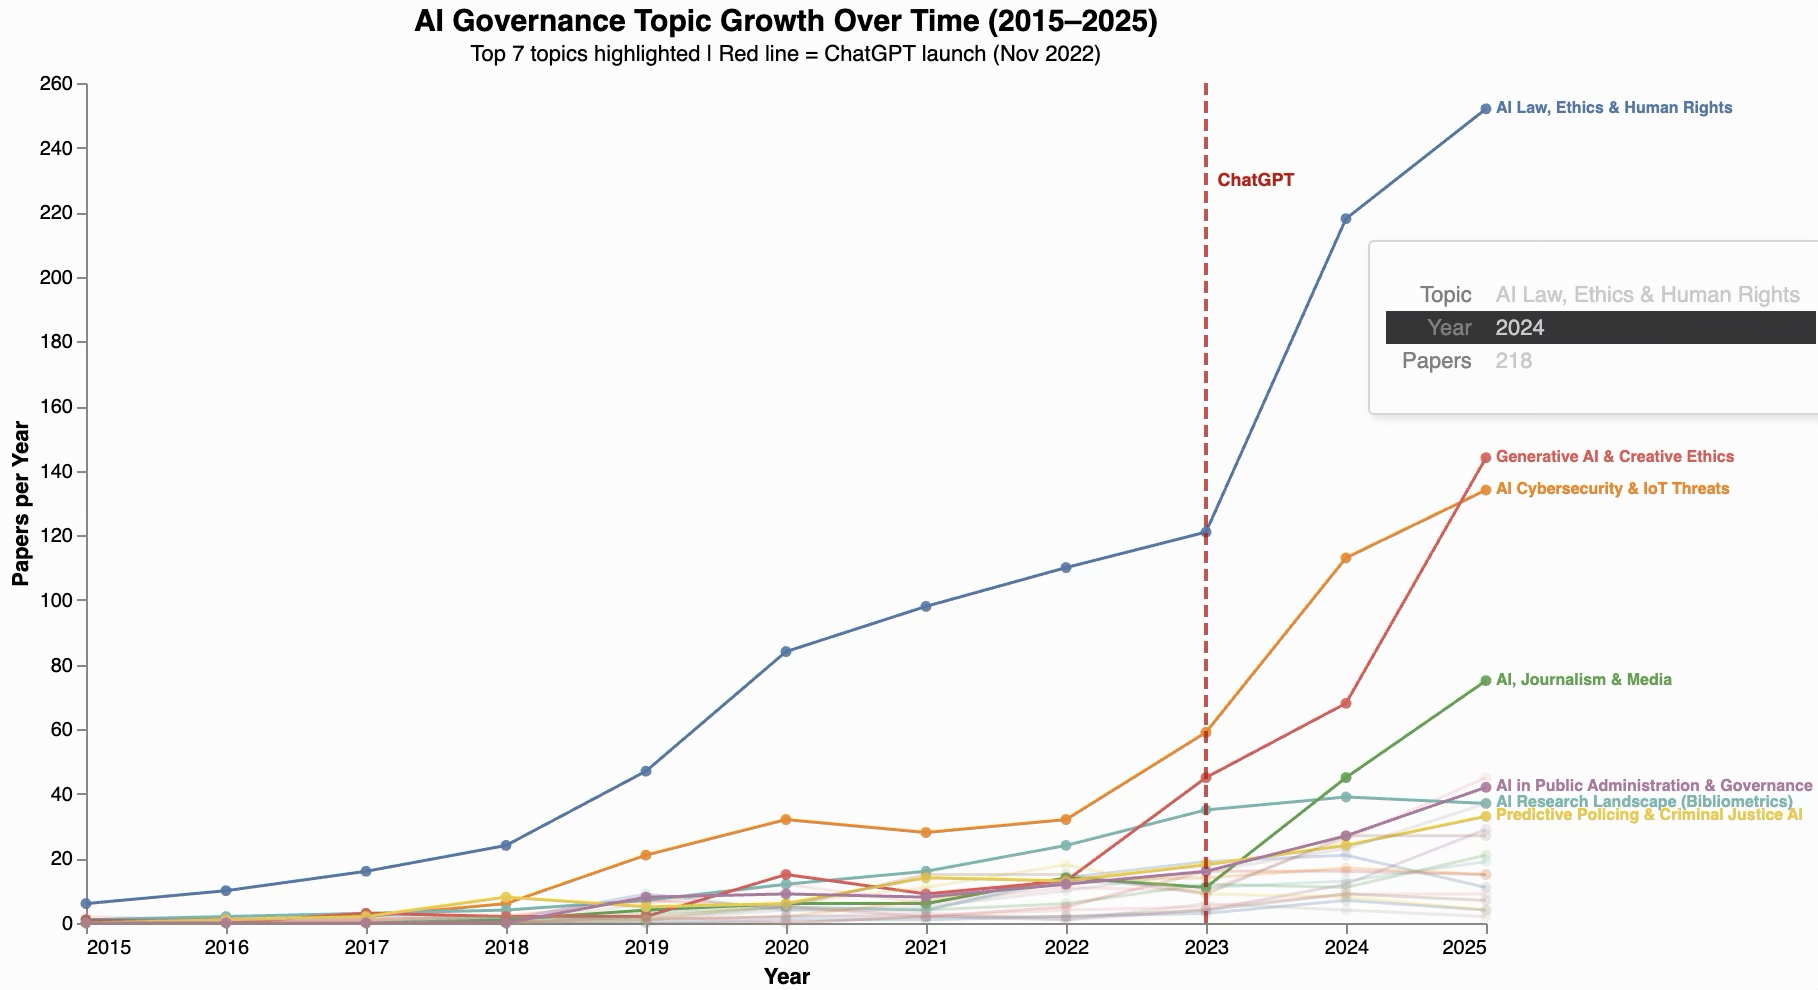 AI Governance Topic Growth Over Time (2015–2025)
Top 7 topics highlighted | Red line = ChatGPT launch (Nov 2022)
260
240
220
200
180
160
140
120
100
80
60
40
20
0
Papers per Year
AI Law, Ethics & Human Rights
ChatGPT
Topic AI Law, Ethics & Human Rights
Year 2024
Papers 218
Generative AI & Creative Ethics
AI Cybersecurity & IoT Threats
AI, Journalism & Media
AI in Public Administration & Governance
AI Research Landscape (Bibliometrics)
Predictive Policing & Criminal Justice AI
2015 2016 2017 2018 2019 2020 2021 2022 2023 2024 2025
Year